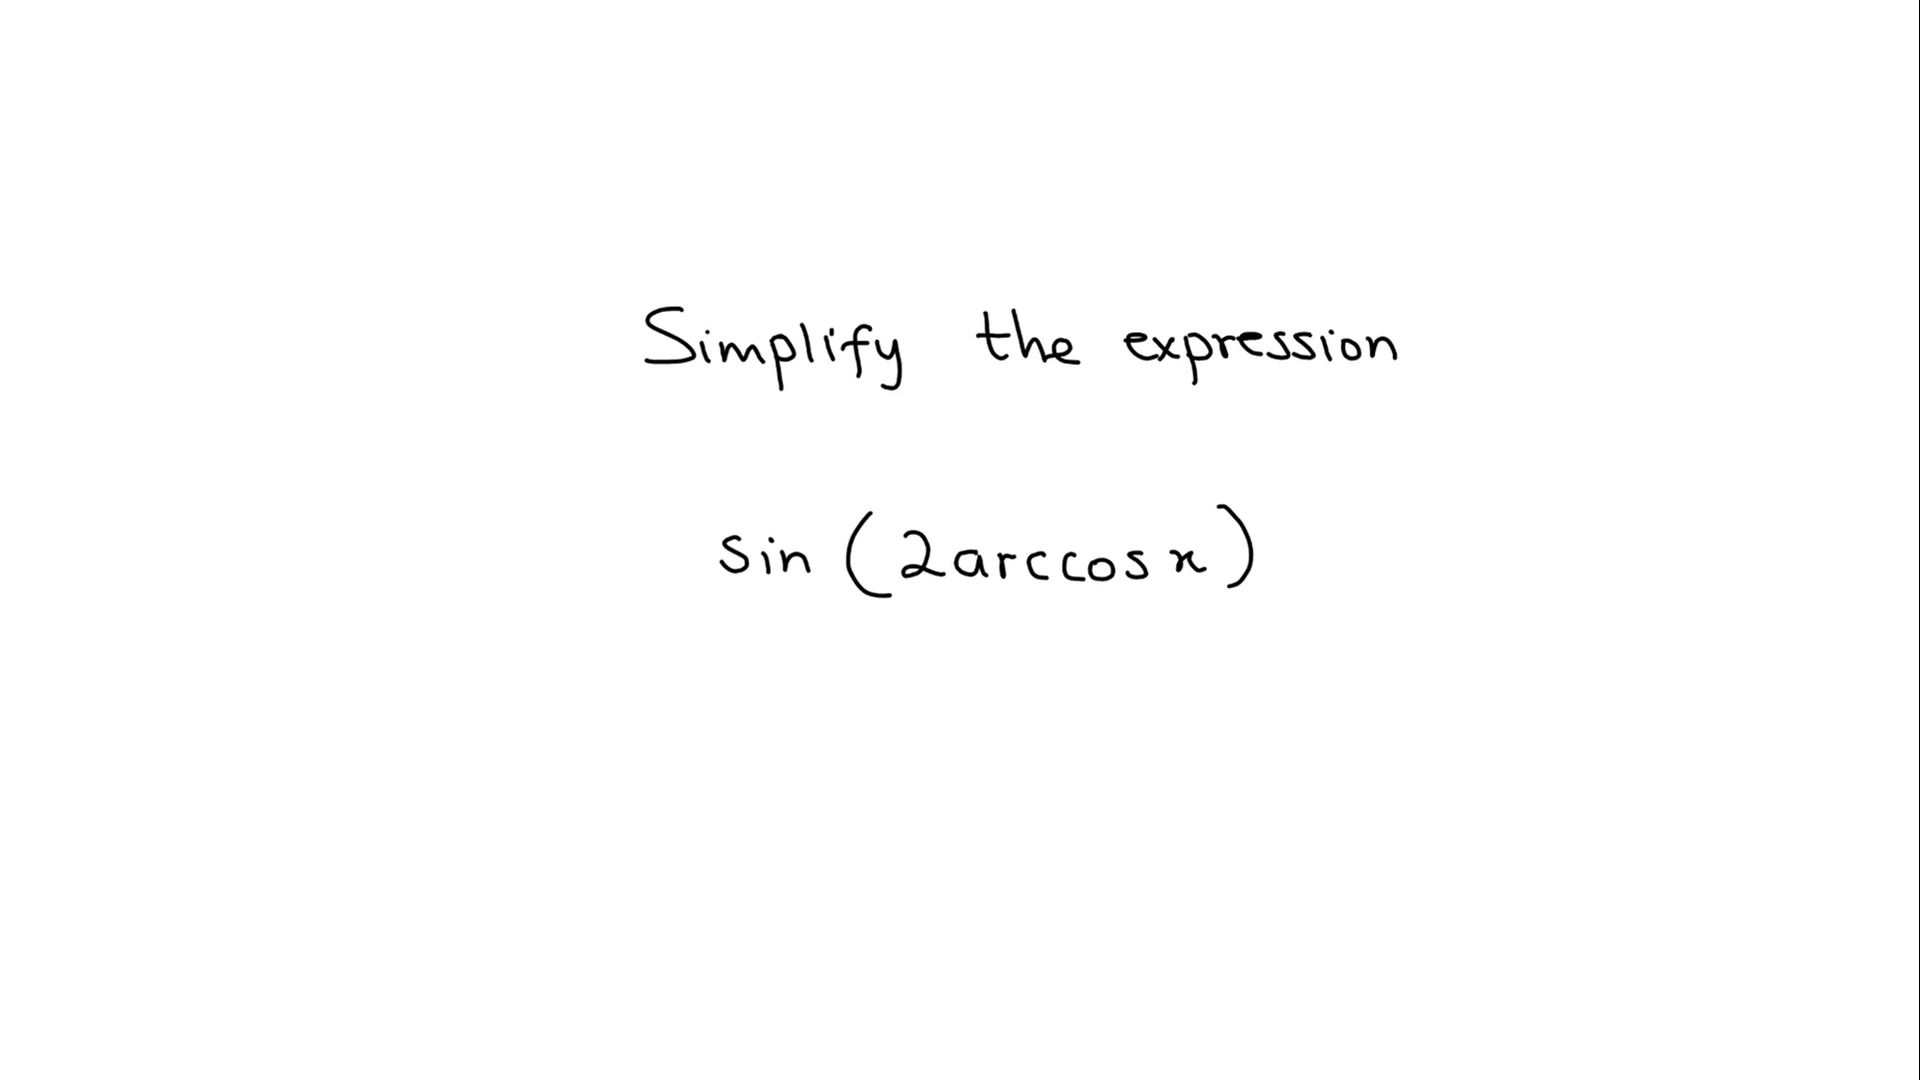 Simplify the expression
sin (2arccos x)